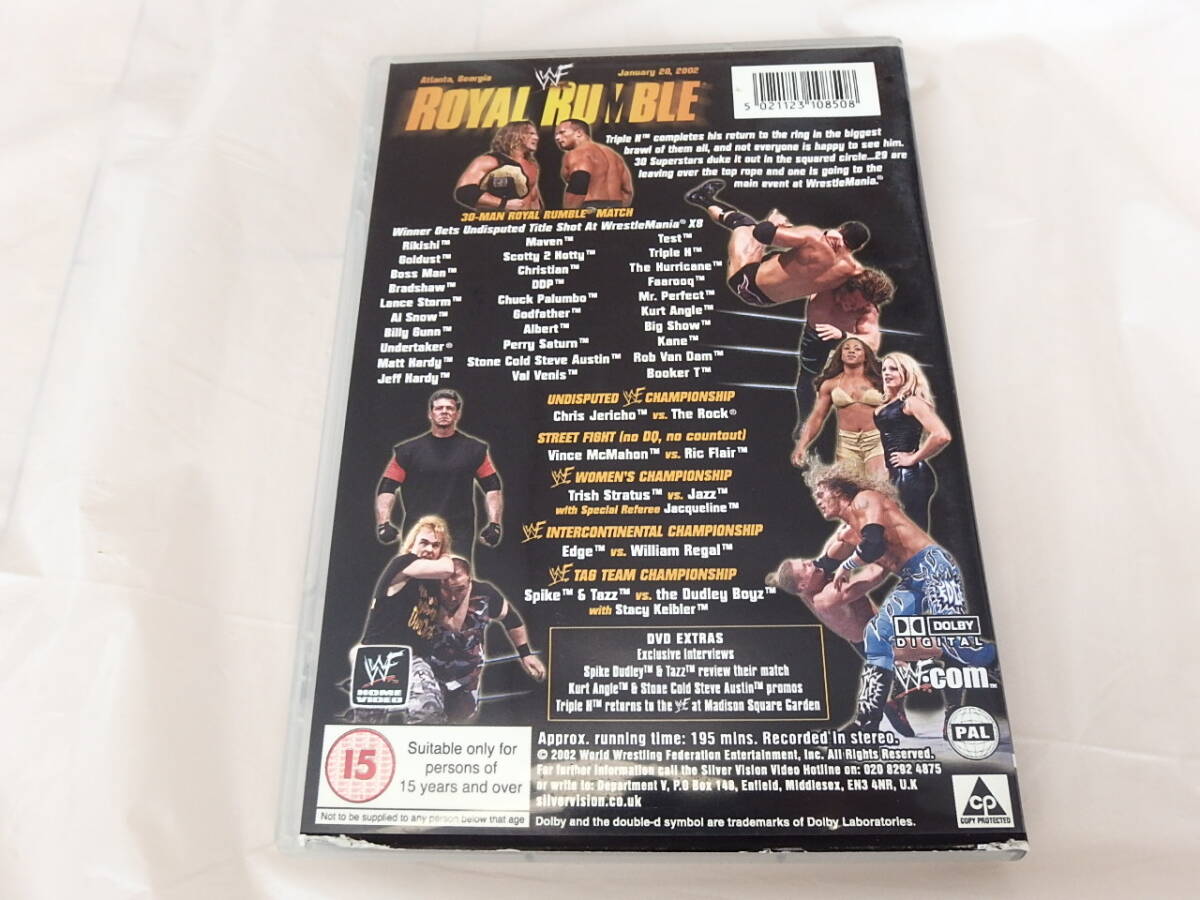 Atlanta, Georgia
WF
January 20, 2002
ROYAL RUMBLE
5 021123 108508
Triple H™ completes his return to the ring in the biggest
brawl of them all, and not everyone is happy to see him.
30 Superstars duke it out in the squared circle...29 are
leaving over the top rope and one is going to the
main event at WrestleMania.®
30-MAN ROYAL RUMBLE® MATCH
Winner Gets Undisputed Title Shot At WrestleMania® X8
Rikishi™ Maven™ Test™
Goldust™ Scotty 2 Hotty™ Triple H™
Boss Man™ Christian™ The Hurricane™
Bradshaw™ DDP™ Faarooq™
Lance Storm™ Chuck Palumbo™ Mr. Perfect™
Al Snow™ Godfather™ Kurt Angle™
Billy Gunn™ Albert™ Big Show™
Undertaker® Perry Saturn™ Kane™
Matt Hardy™ Stone Cold Steve Austin™ Rob Van Dam™
Jeff Hardy™ Val Venis™ Booker T™
UNDISPUTED WF CHAMPIONSHIP
Chris Jericho™ vs. The Rock®
STREET FIGHT (no DQ, no countout)
Vince McMahon™ vs. Ric Flair™
WF WOMEN'S CHAMPIONSHIP
Trish Stratus™ vs. Jazz™
with Special Referee Jacqueline™
WF INTERCONTINENTAL CHAMPIONSHIP
Edge™ vs. William Regal™
WF TAG TEAM CHAMPIONSHIP
Spike™ & Tazz™ vs. the Dudley Boyz™
with Stacy Keibler™
DVD EXTRAS
Exclusive Interviews
Spike Dudley™ & Tazz™ review their match
Kurt Angle™ & Stone Cold Steve Austin™ promos
Triple H™ returns to the WF at Madison Square Garden
WF
HOME
VIDEO
DOLBY
DIGITAL
WF.com™
PAL
Approx. running time: 195 mins. Recorded in stereo.
© 2002 World Wrestling Federation Entertainment, Inc. All Rights Reserved.
For further information call the Silver Vision Video Hotline on: 020 8292 4875
or write to: Department V, P.O Box 140, Enfield, Middlesex, EN3 4NR, U.K
silvervision.co.uk
Dolby and the double-d symbol are trademarks of Dolby Laboratories.
15
Suitable only for
persons of
15 years and over
Not to be supplied to any person below that age
CP
COPY PROTECTED